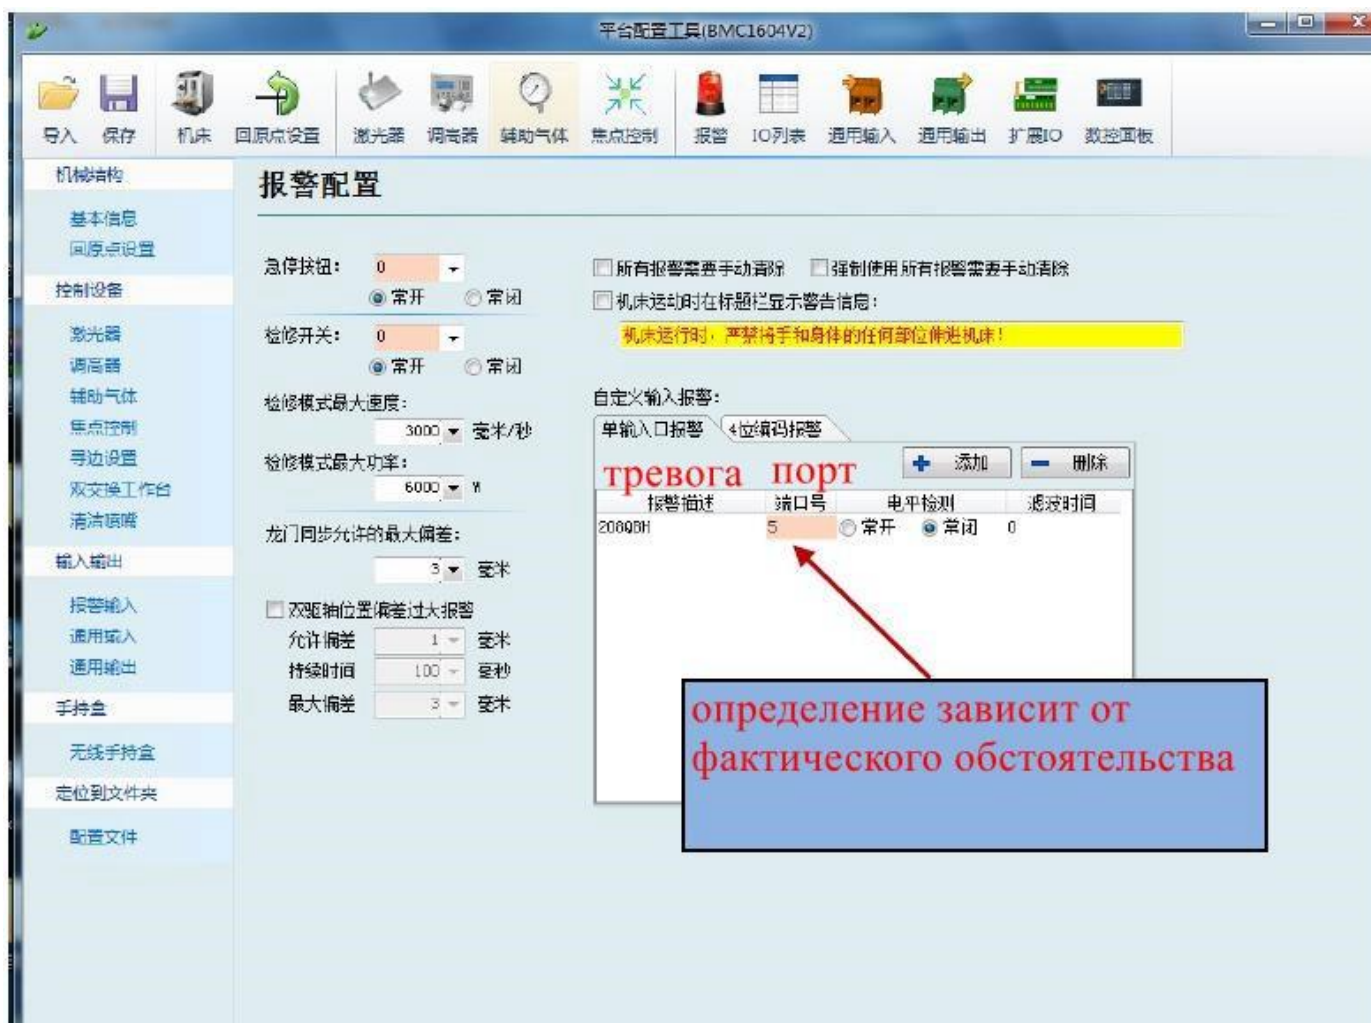 平台配置工具(BMC1604V2)
导入 保存 机床 回原点设置 激光器 调高器 辅助气体 焦点控制 报警 IO列表 通用输入 通用输出 扩展IO 数控面板
机械结构
基本信息
回原点设置
控制设备
激光器
调高器
辅助气体
焦点控制
寻边设置
双交换工作台
清洁喷嘴
输入输出
报警输入
通用输入
通用输出
手持盒
无线手持盒
定位到文件夹
配置文件
报警配置
急停按钮: 0
常开 常闭
检修开关: 0
常开 常闭
检修模式最大速度:
3000 毫米/秒
检修模式最大功率:
6000 W
龙门同步允许的最大偏差:
3 毫米
双驱轴位置偏差过大报警
允许偏差 1 毫米
持续时间 100 毫秒
最大偏差 3 毫米
所有报警需要手动清除 强制使用所有报警需要手动清除
机床运动时在标题栏显示警告信息:
机床运行时，严禁将手和身体的任何部位伸进机床!
自定义输入报警:
单输入口报警 4位编码报警
添加 删除
тревога порт
报警描述 端口号 电平检测 滤波时间
208QBH 5 常开 常闭 0
определение зависит от
фактического обстоятельства